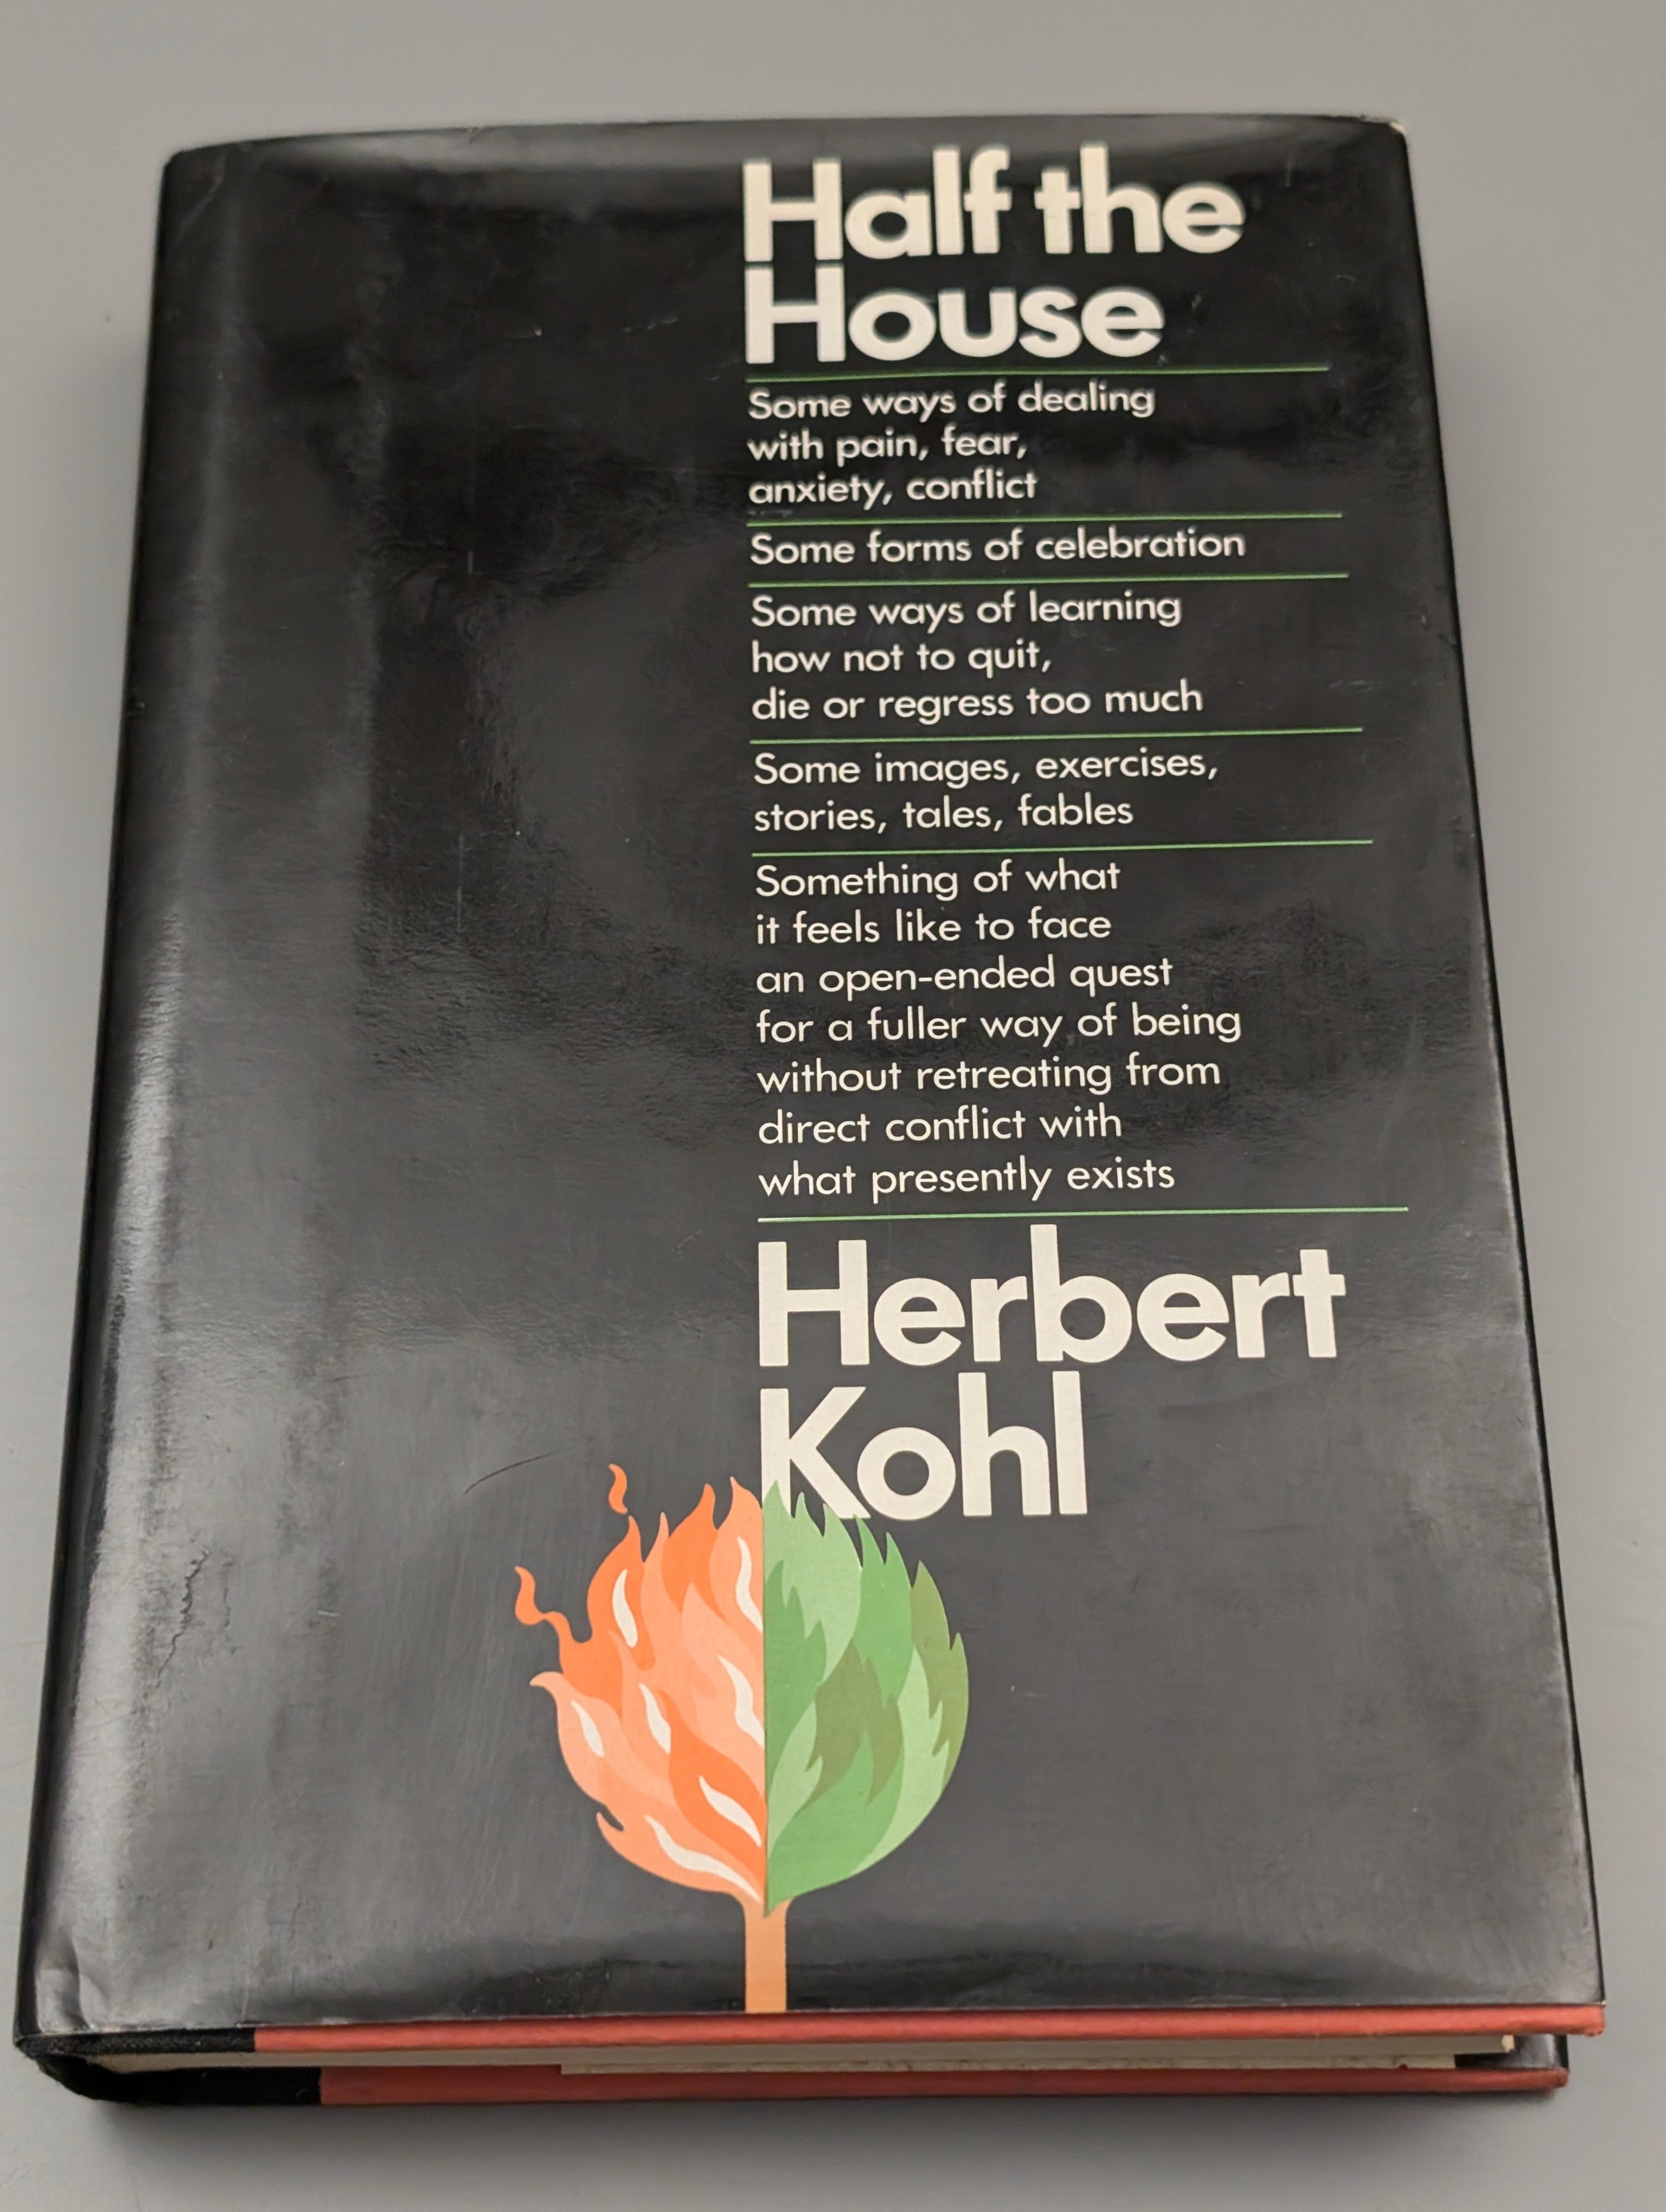 Half the
House
Some ways of dealing
with pain, fear,
anxiety, conflict
Some forms of celebration
Some ways of learning
how not to quit,
die or regress too much
Some images, exercises,
stories, tales, fables
Something of what
it feels like to face
an open-ended quest
for a fuller way of being
without retreating from
direct conflict with
what presently exists
Herbert
Kohl